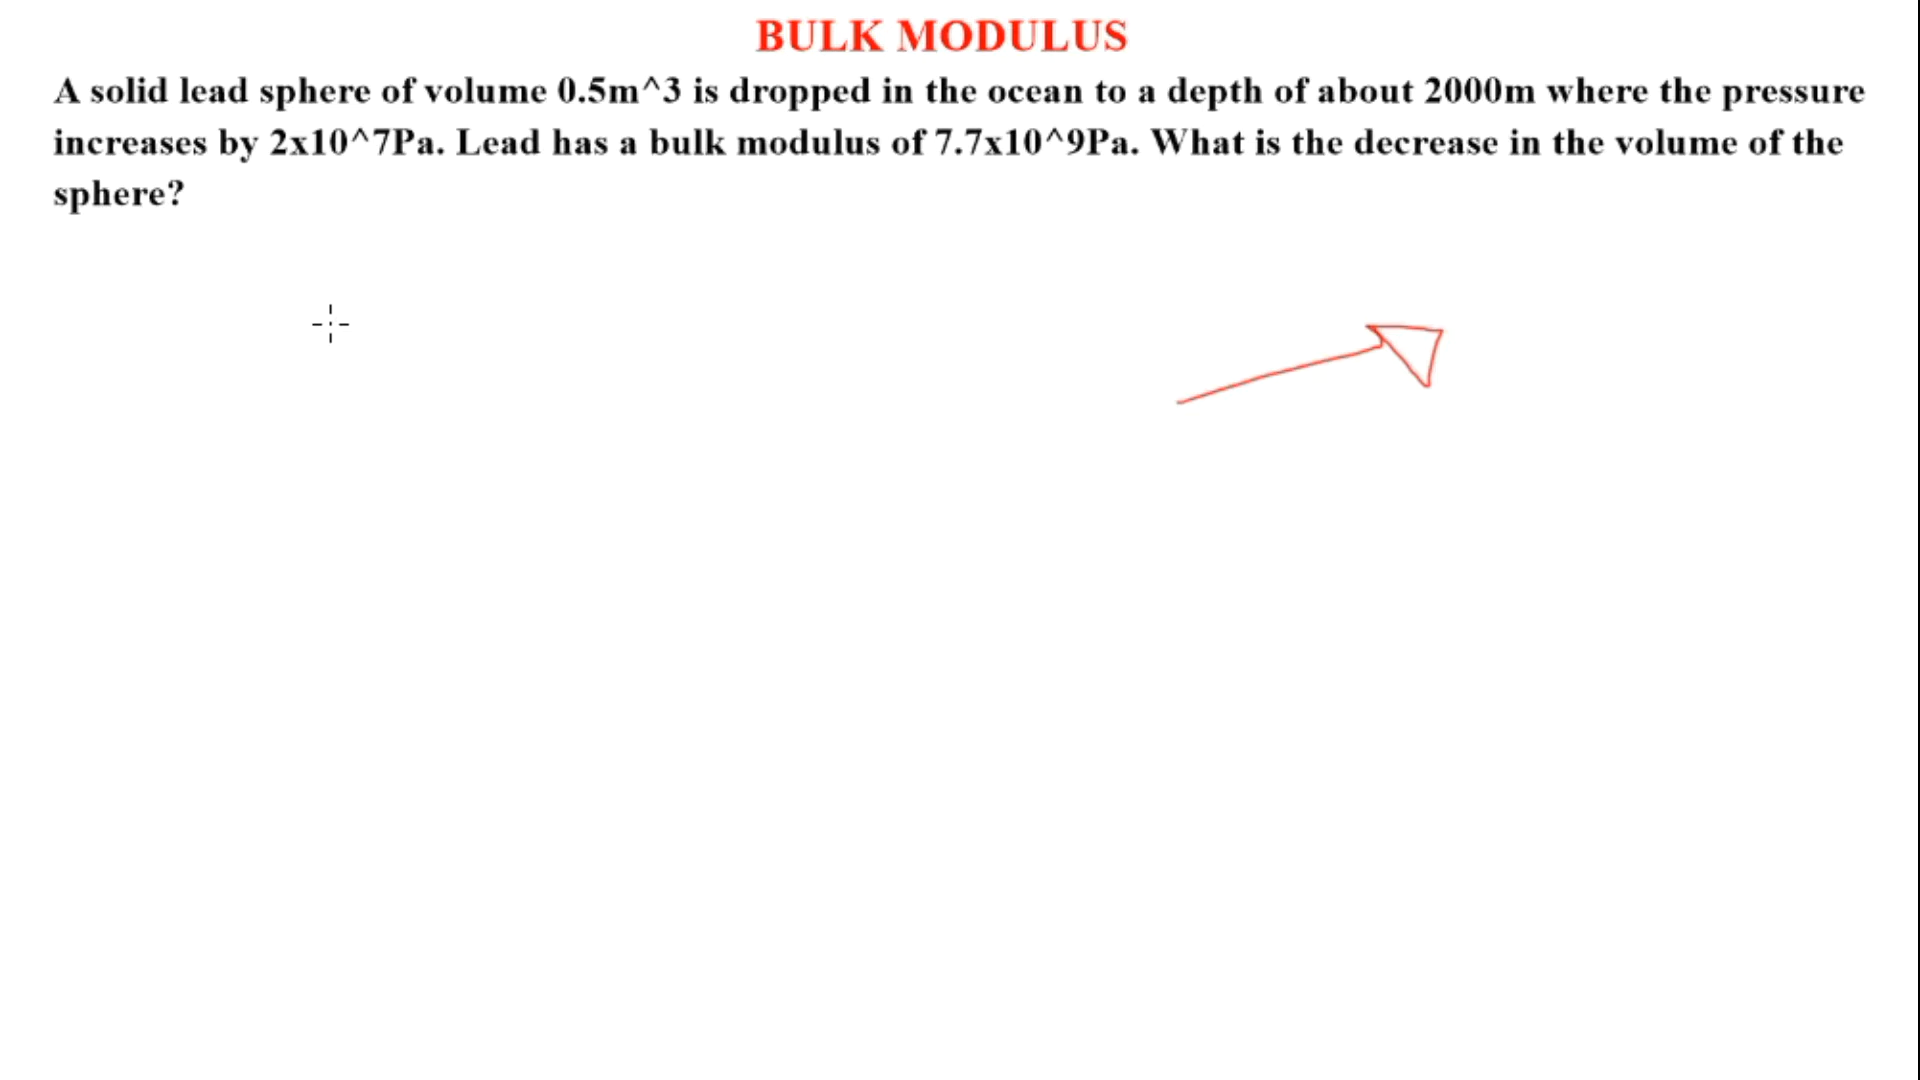 BULK MODULUS
A solid lead sphere of volume 0.5m^3 is dropped in the ocean to a depth of about 2000m where the pressure
increases by 2x10^7Pa. Lead has a bulk modulus of 7.7x10^9Pa. What is the decrease in the volume of the
sphere?